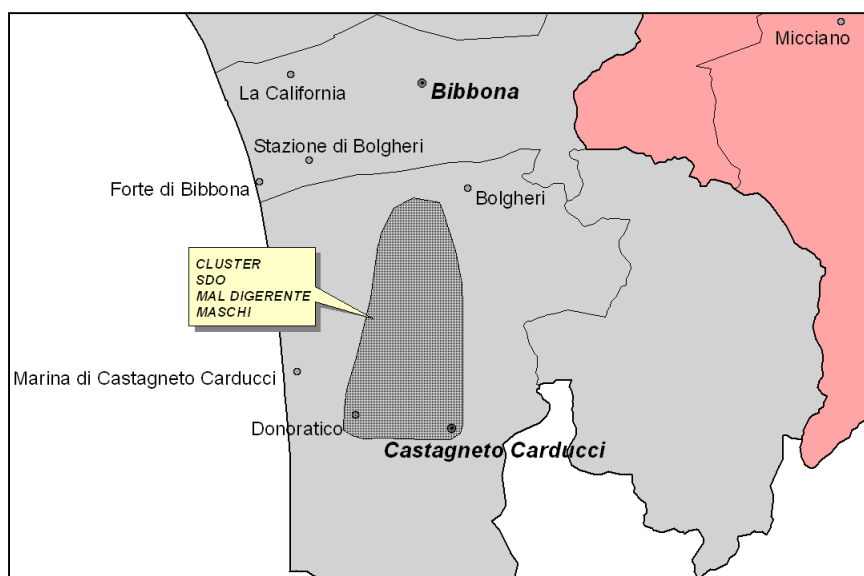 Micciano
La California
Bibbona
Stazione di Bolgheri
Forte di Bibbona
Bolgheri
CLUSTER
SDO
MAL DIGERENTE
MASCHI
Marina di Castagneto Carducci
Donoratico
Castagneto Carducci